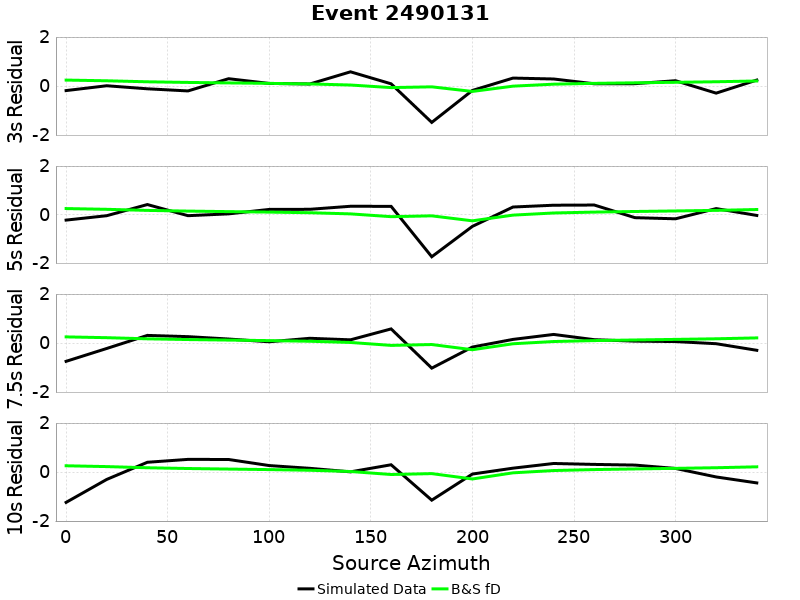 Event 2490131
3s Residual
2
0
-2
5s Residual
2
0
-2
7.5s Residual
2
0
-2
10s Residual
2
0
-2
0 50 100 150 200 250 300
Source Azimuth
Simulated Data B&S fD